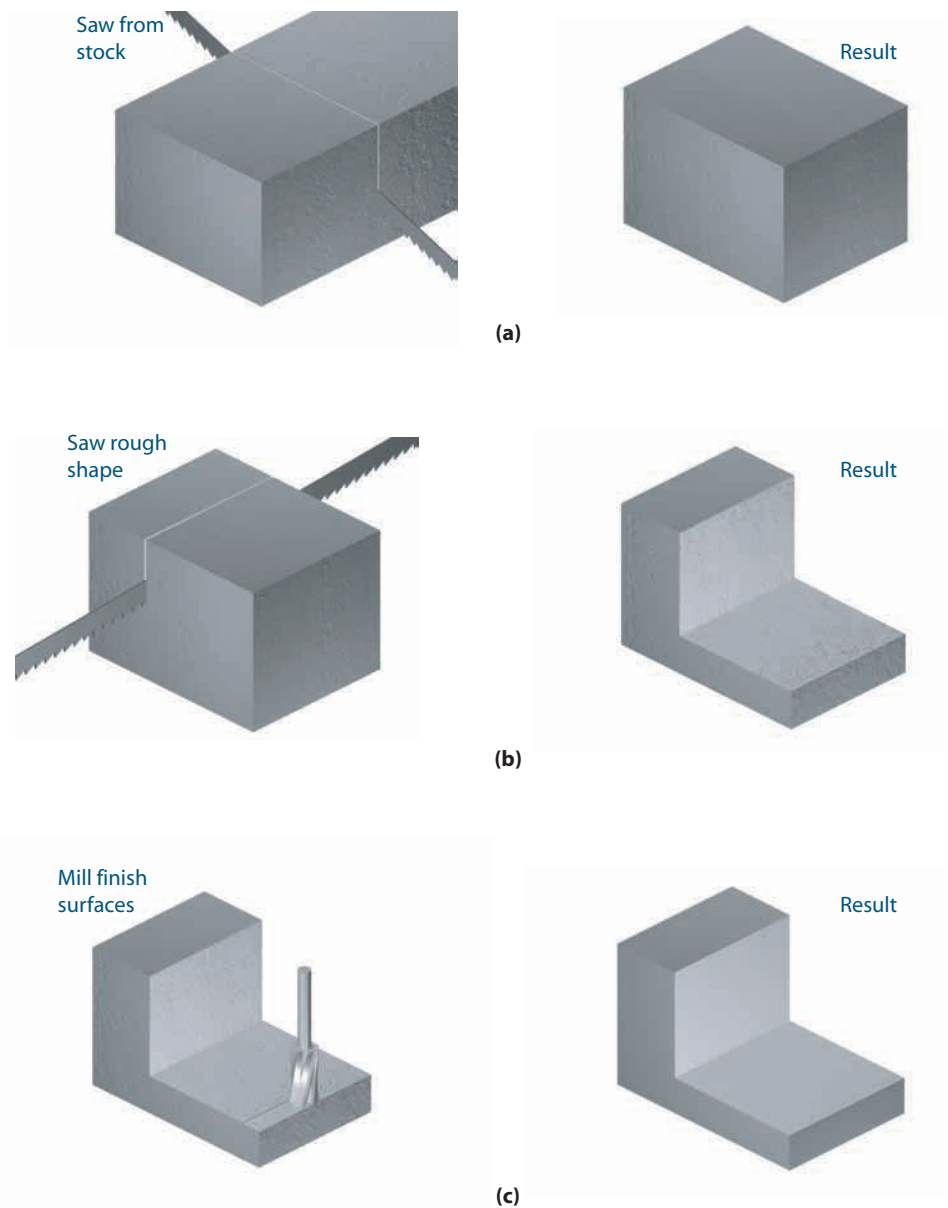 Saw from
stock
Result
(a)
Saw rough
shape
Result
(b)
Mill finish
surfaces
Result
(c)